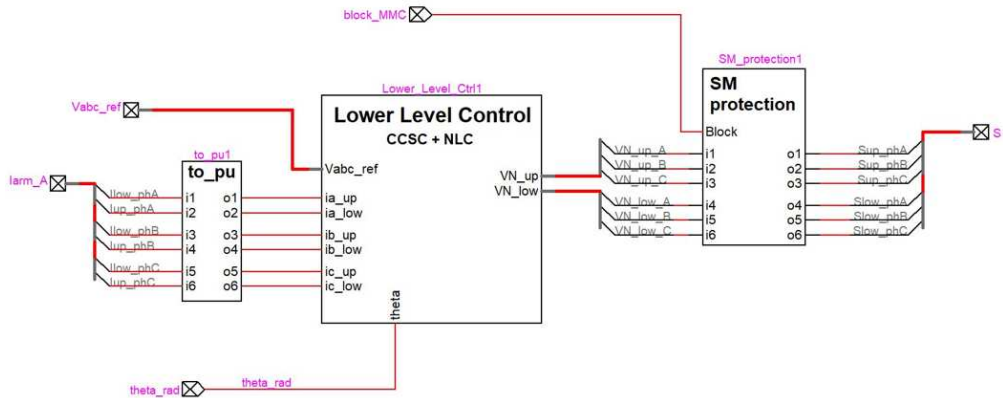 block_MMC
SM_protection1
SM
protection
Block
Lower_Level_Ctrl1
Lower Level Control
CCSC + NLC
Vabc_ref
Vabc_ref
to_pu1
to_pu
Iarm_A
Ilow_phA i1 o1 ia_up
Iup_phA i2 o2 ia_low
Ilow_phB i3 o3 ib_up
Iup_phB i4 o4 ib_low
Ilow_phC i5 o5 ic_up
Iup_phC i6 o6 ic_low
theta
VN_up
VN_low
VN_up_A i1 o1 Sup_phA
VN_up_B i2 o2 Sup_phB
VN_up_C i3 o3 Sup_phC
VN_low_A i4 o4 Slow_phA
VN_low_B i5 o5 Slow_phB
VN_low_C i6 o6 Slow_phC
S
theta_rad theta_rad